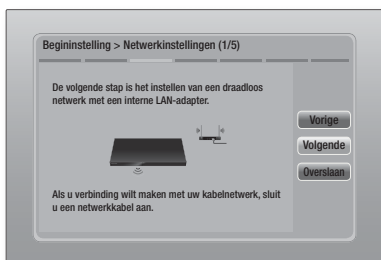 Begininstelling > Netwerkinstellingen (1/5)
De volgende stap is het instellen van een draadloos
netwerk met een interne LAN-adapter.
Vorige
Volgende
Overslaan
Als u verbinding wilt maken met uw kabelnetwerk, sluit
u een netwerkkabel aan.